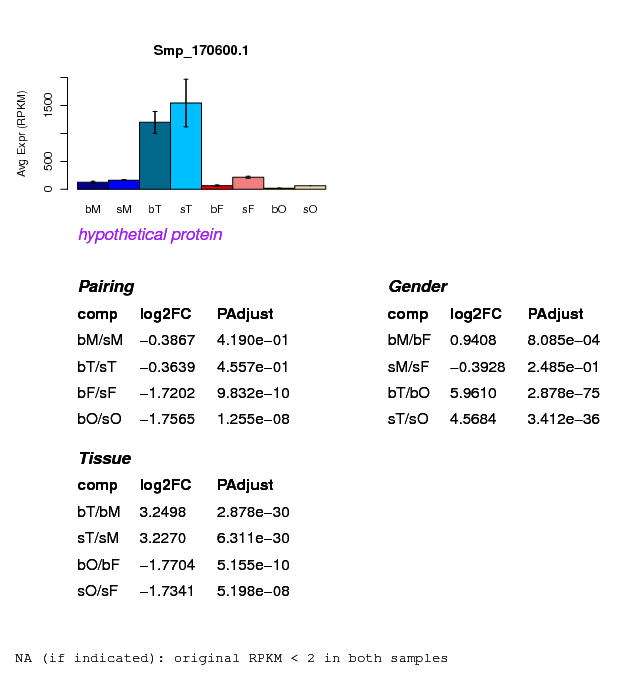 Smp_170600.1
Avg Expr (RPKM)
0 500 1500
bM sM bT sT bF sF bO sO
hypothetical protein
Pairing
comp log2FC PAdjust
bM/sM −0.3867 4.190e−01
bT/sT −0.3639 4.557e−01
bF/sF −1.7202 9.832e−10
bO/sO −1.7565 1.255e−08
Gender
comp log2FC PAdjust
bM/bF 0.9408 8.085e−04
sM/sF −0.3928 2.485e−01
bT/bO 5.9610 2.878e−75
sT/sO 4.5684 3.412e−36
Tissue
comp log2FC PAdjust
bT/bM 3.2498 2.878e−30
sT/sM 3.2270 6.311e−30
bO/bF −1.7704 5.155e−10
sO/sF −1.7341 5.198e−08
NA (if indicated): original RPKM < 2 in both samples